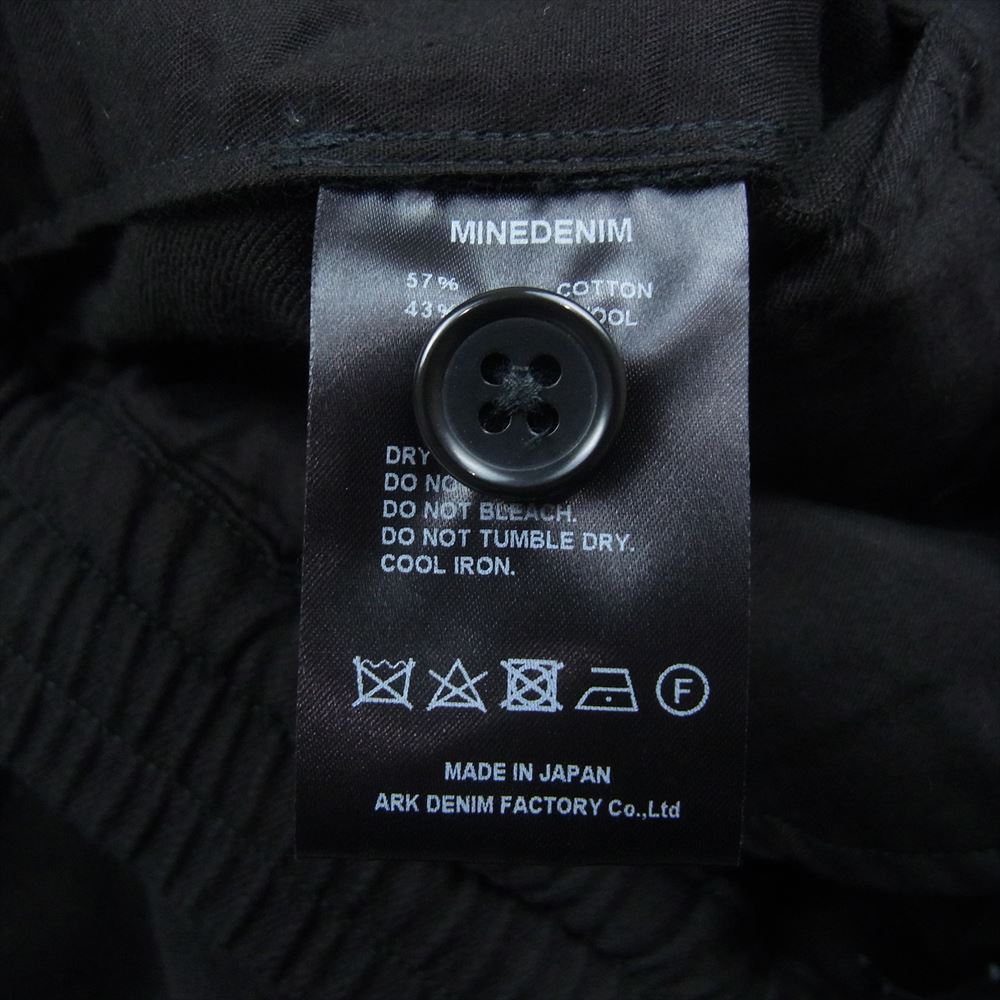 MINEDENIM
57% COTTON
43%
DRY
DO
DO NOT BLEACH.
DO NOT TUMBLE DRY.
COOL IRON.
F
MADE IN JAPAN
ARK DENIM FACTORY Co.,Ltd